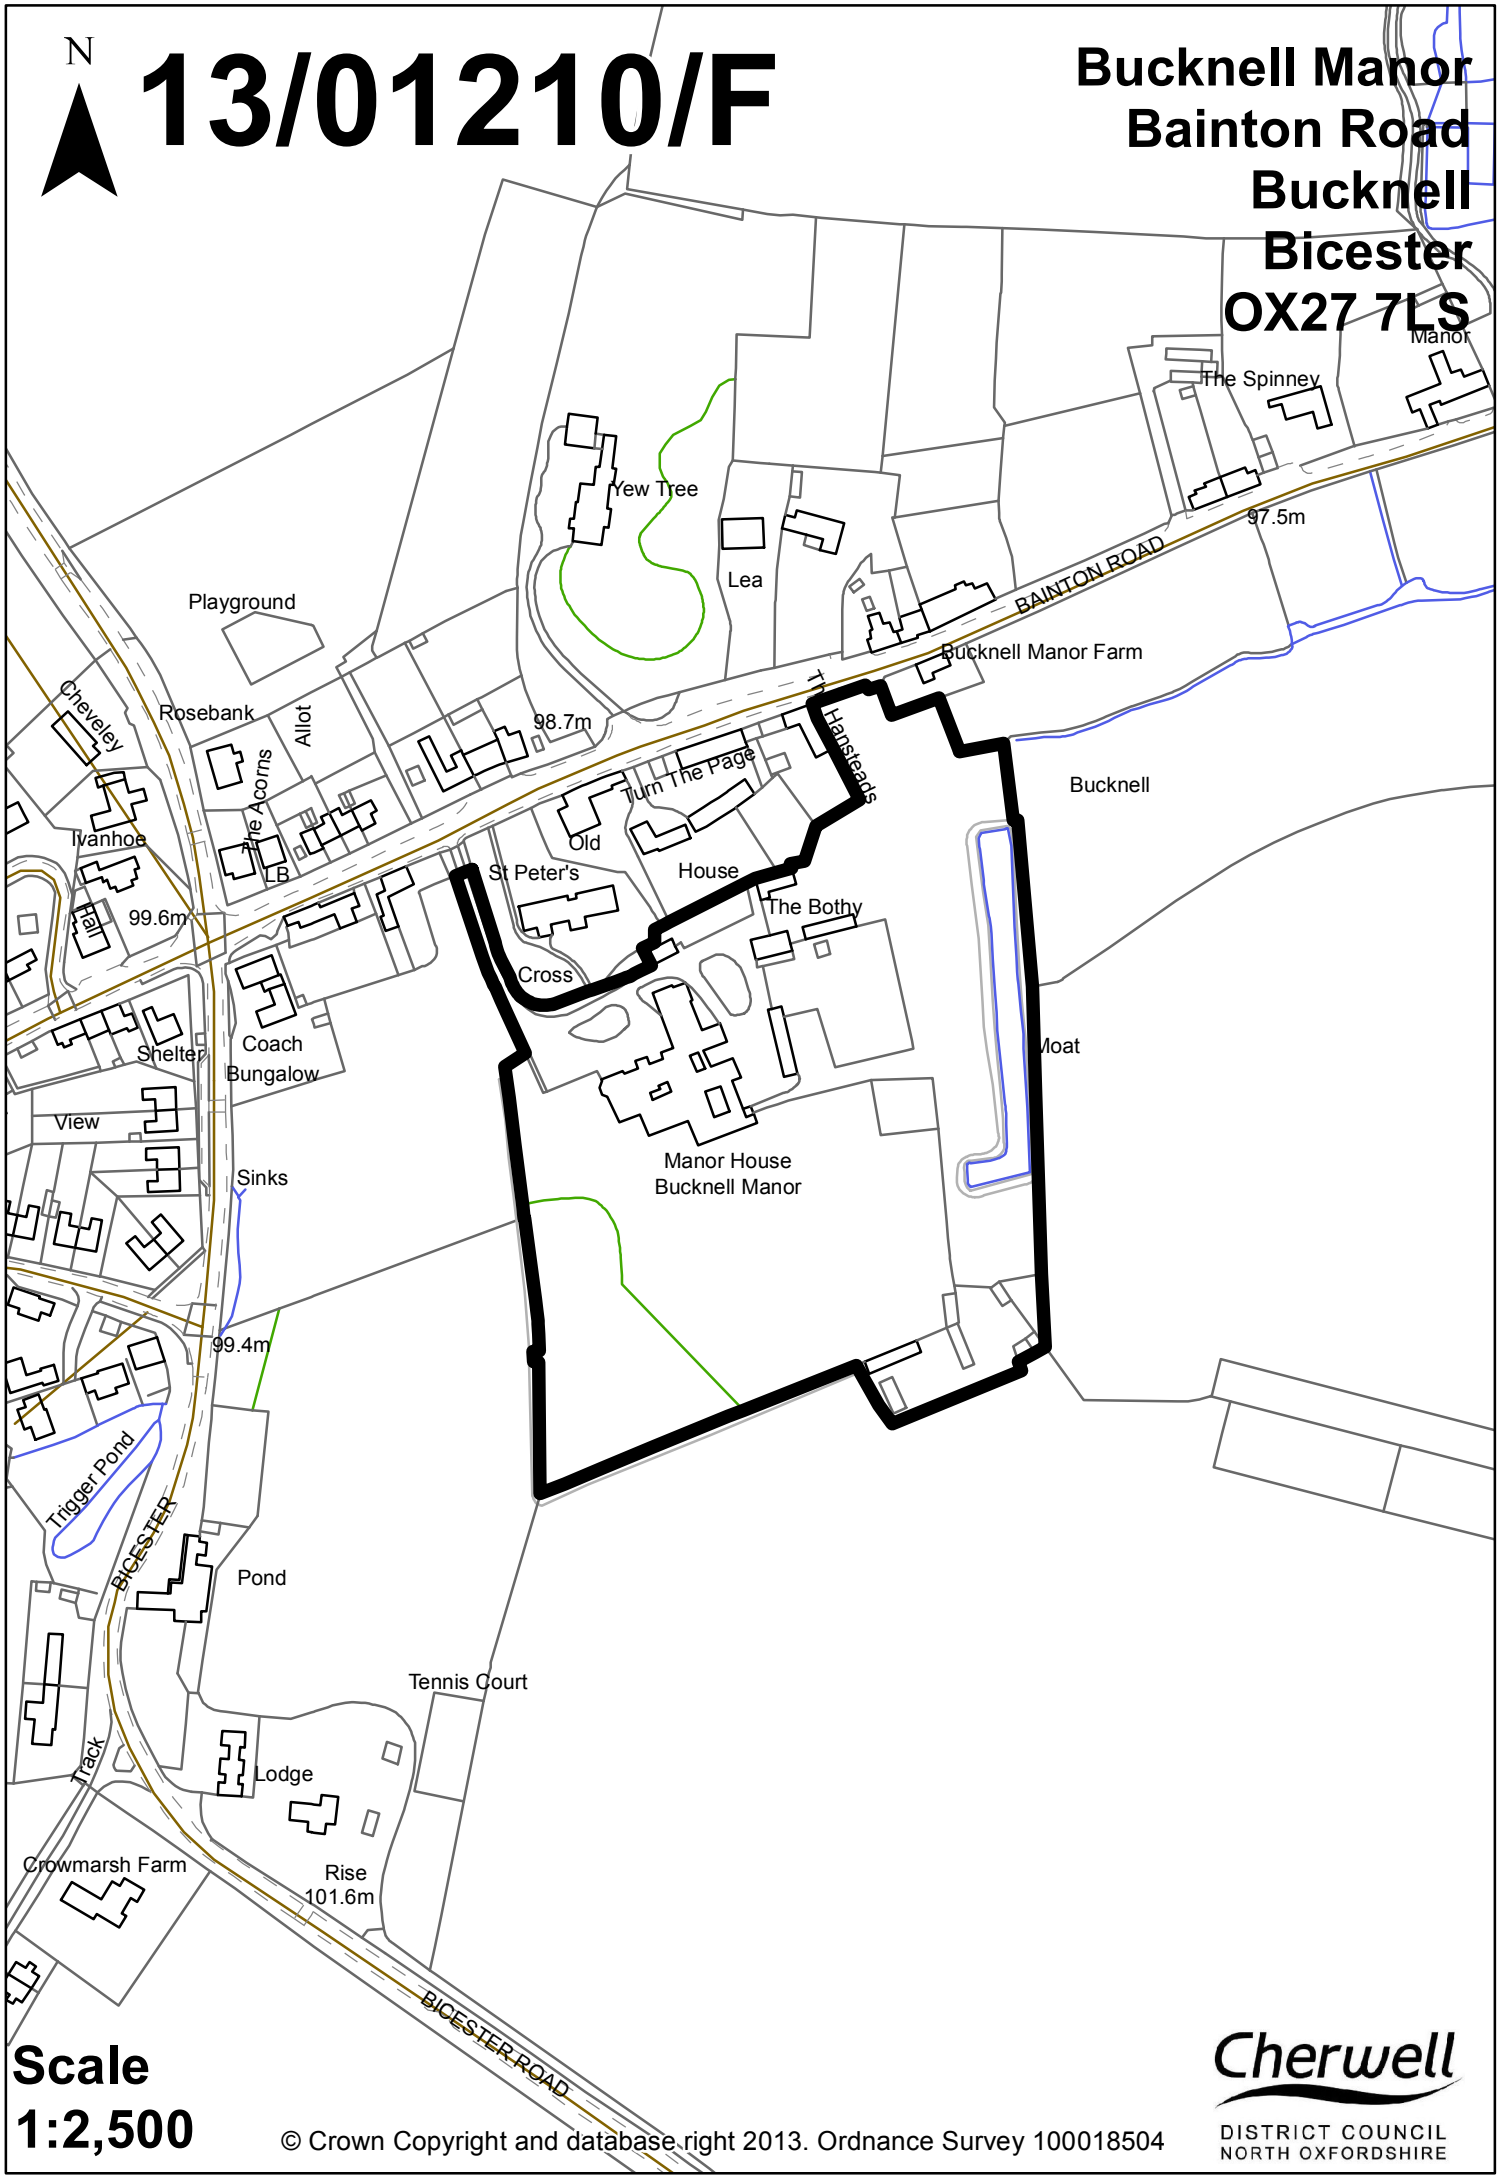 N
13/01210/F
Bucknell Manor
Bainton Road
Bucknell
Bicester
OX27 7LS
Manor
The Spinney
Yew Tree
97.5m
BAINTON ROAD
Lea
Playground
Bucknell Manor Farm
Cheveley
Rosebank
Allot
98.7m
The Hansteads
Turn The Page
Bucknell
The Acorns
Ivanhoe
Old
LB
St Peter's
House
Hall
99.6m
The Bothy
Cross
Shelter
Coach
Bungalow
Moat
View
Manor House
Bucknell Manor
Sinks
99.4m
Trigger Pond
BICESTER
Pond
Tennis Court
Track
Lodge
Crowmarsh Farm
Rise
101.6m
BICESTER ROAD
Scale
1:2,500
© Crown Copyright and database right 2013. Ordnance Survey 100018504
Cherwell
DISTRICT COUNCIL
NORTH OXFORDSHIRE